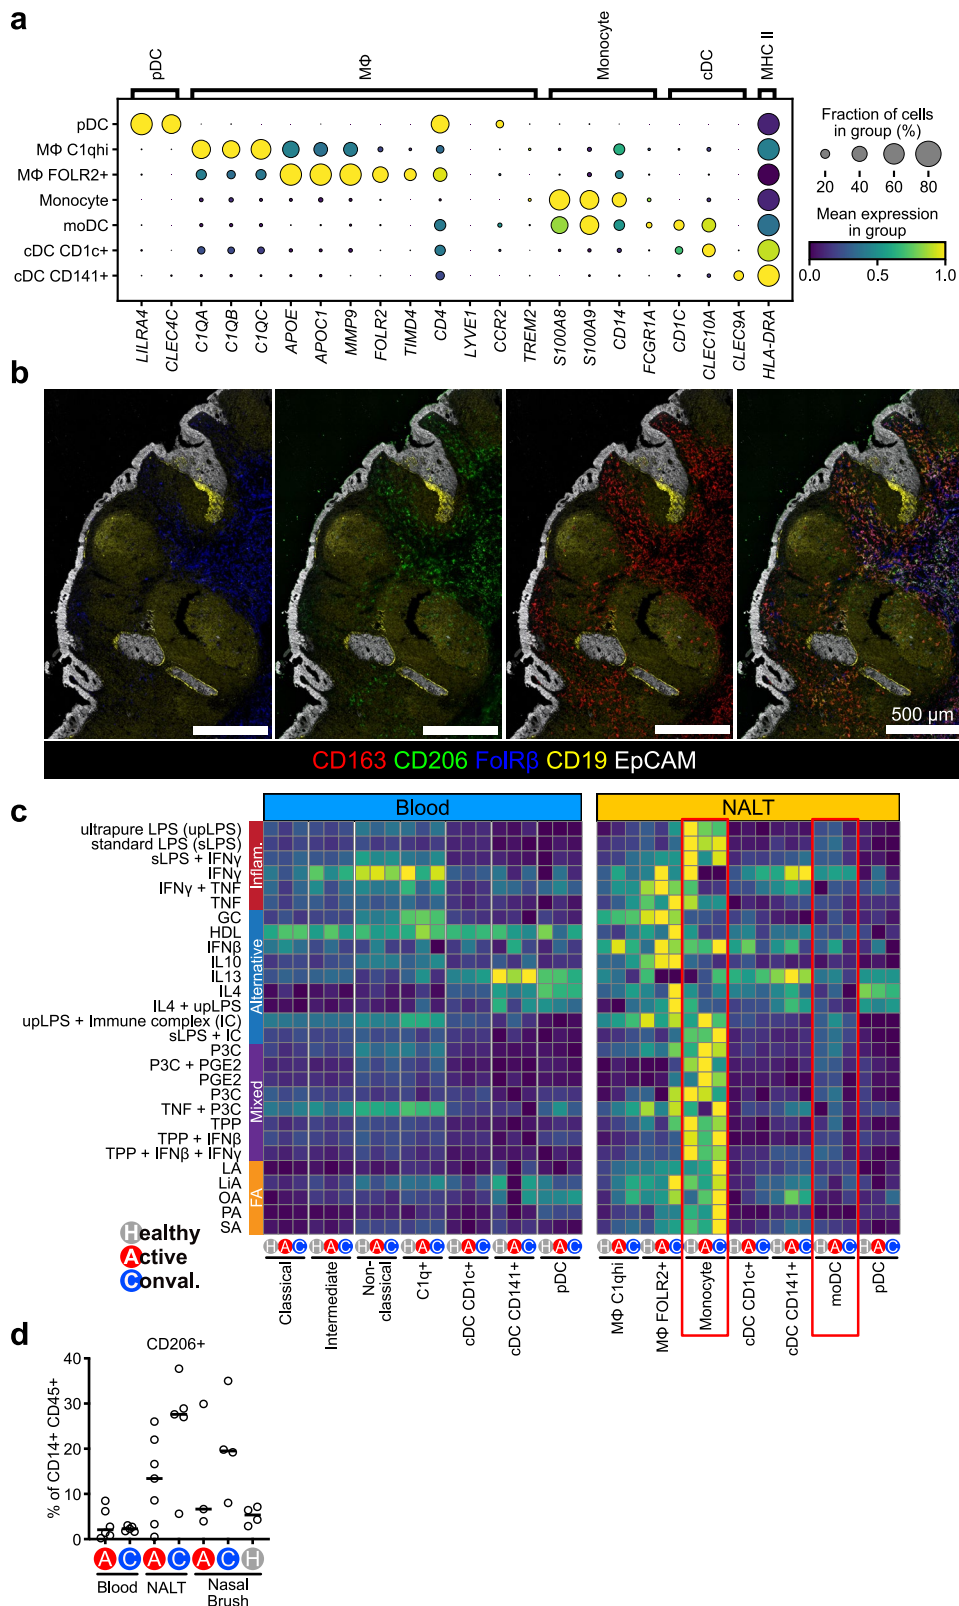 a
pDC
MΦ
Monocyte
cDC
MHC II
pDC
MΦ C1qhi
MΦ FOLR2+
Monocyte
moDC
cDC CD1c+
cDC CD141+
LILRA4
CLEC4C
C1QA
C1QB
C1QC
APOE
APOC1
MMP9
FOLR2
TIMD4
CD4
LYVE1
CCR2
TREM2
S100A8
S100A9
CD14
FCGR1A
CD1C
CLEC10A
CLEC9A
HLA-DRA
Fraction of cells
in group (%)
20 40 60 80
Mean expression
in group
0.0 0.5 1.0
b
500 µm
CD163 CD206 FolRβ CD19 EpCAM
c
Blood
NALT
Inflam.
Alternative
Mixed
FA
ultrapure LPS (upLPS)
standard LPS (sLPS)
sLPS + IFNγ
IFNγ
IFNγ + TNF
TNF
GC
HDL
IFNβ
IL10
IL13
IL4
IL4 + upLPS
upLPS + Immune complex (IC)
sLPS + IC
P3C
P3C + PGE2
PGE2
P3C
TNF + P3C
TPP
TPP + IFNβ
TPP + IFNβ + IFNγ
LA
LiA
OA
PA
SA
Healthy
Active
Conval.
H A C H A C H A C H A C H A C H A C H A C
H A C H A C H A C H A C H A C H A C H A C
Classical
Intermediate
Non-
classical
C1q+
cDC CD1c+
cDC CD141+
pDC
MΦ C1qhi
MΦ FOLR2+
Monocyte
cDC CD1c+
cDC CD141+
moDC
pDC
d
CD206+
% of CD14+ CD45+
40
30
20
10
0
A C A C A C H
Blood NALT Nasal
Brush